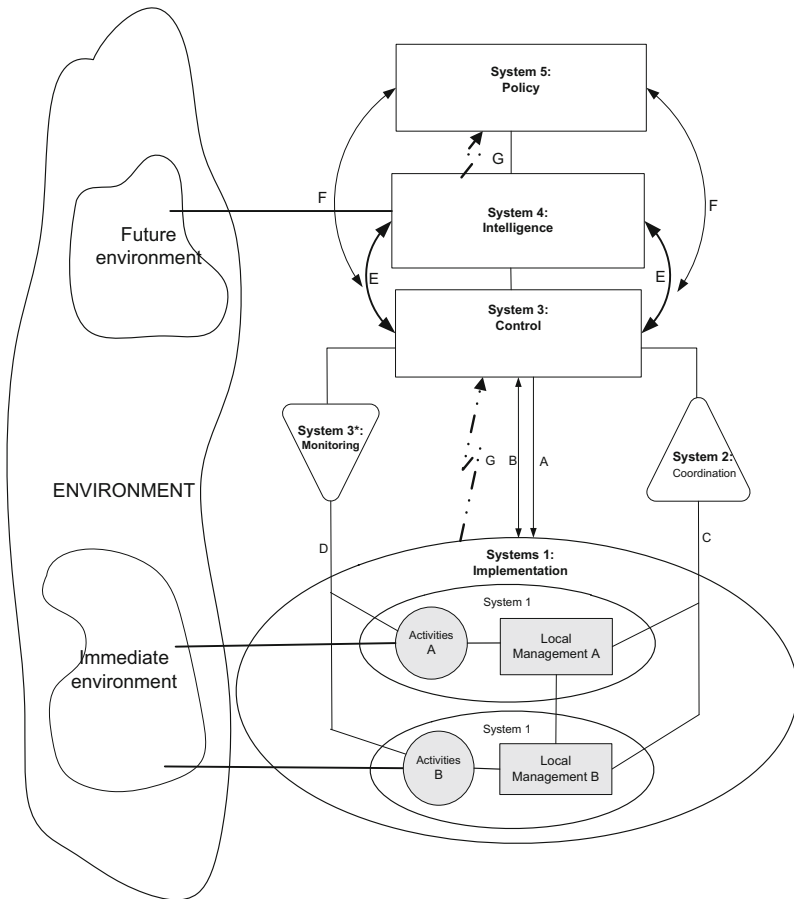 System 5:
Policy
G
F
F
System 4:
Intelligence
Future
environment
E
E
System 3:
Control
System 3*:
Monitoring
G
B
A
System 2:
Coordination
ENVIRONMENT
D
C
Systems 1:
Implementation
System 1
Activities
A
Local
Management A
Immediate
environment
System 1
Activities
B
Local
Management B